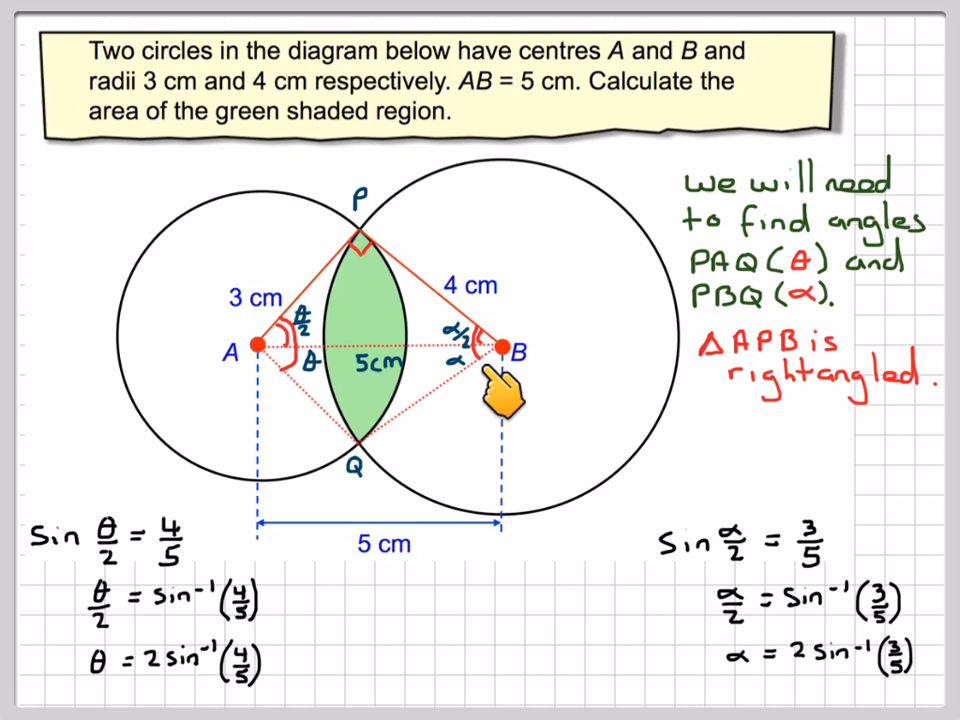 Two circles in the diagram below have centres A and B and
radii 3 cm and 4 cm respectively. AB = 5 cm. Calculate the
area of the green shaded region.
P
we will need
to find angles
PAQ (θ) and
PBQ (α).
Δ APB is
rightangled.
3 cm
4 cm
θ/2
α/2
A
θ
5cm
α
B
Q
5 cm
Sin θ/2 = 4/5
θ/2 = sin⁻¹(4/5)
θ = 2 sin⁻¹(4/5)
Sin α/2 = 3/5
α/2 = Sin⁻¹(3/5)
α = 2 sin⁻¹(3/5)